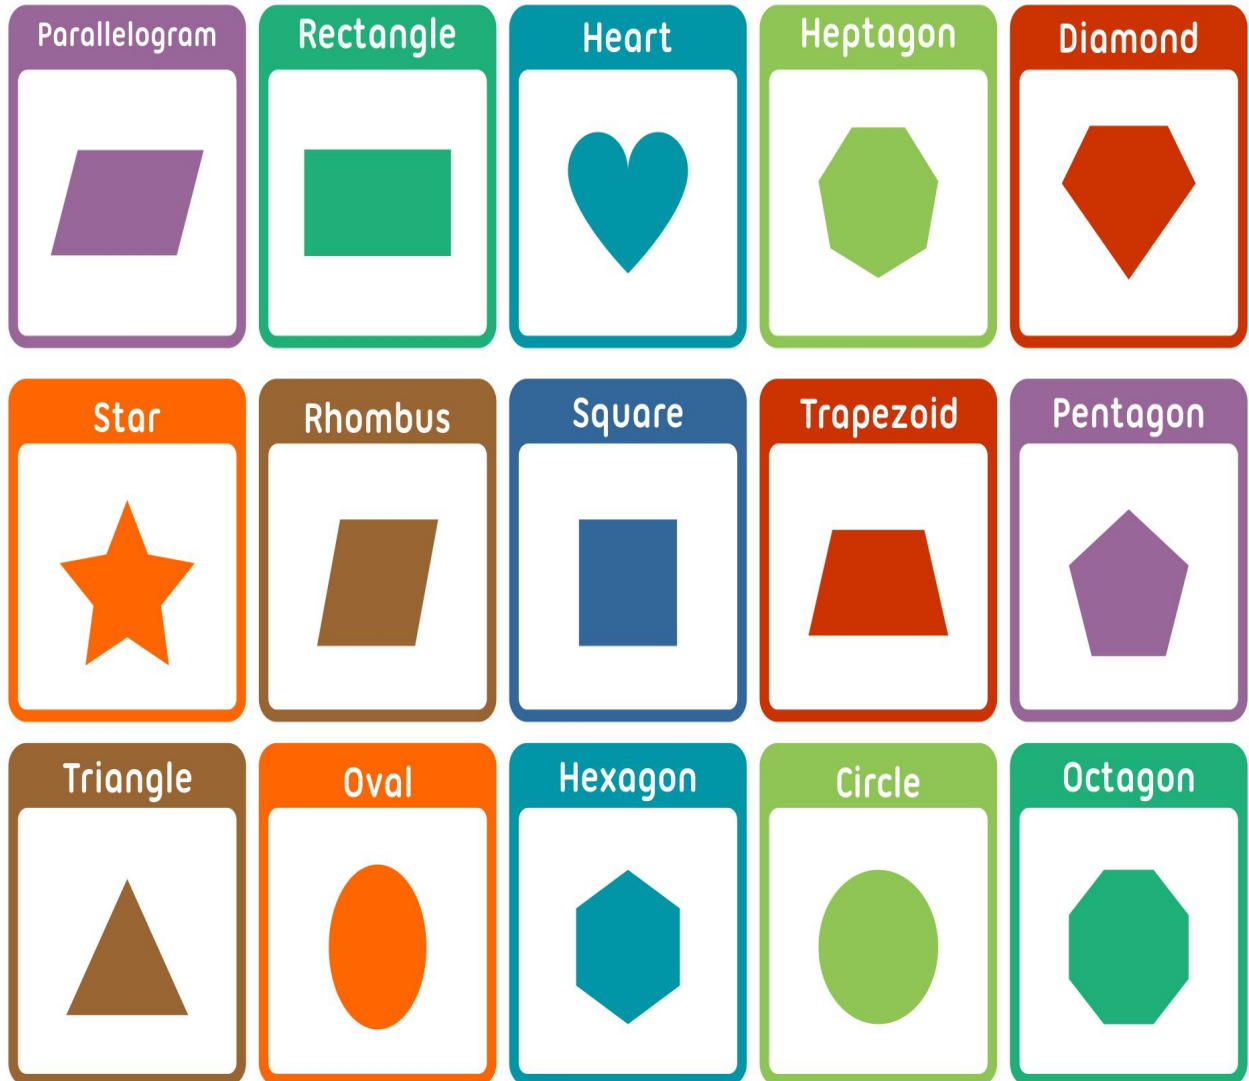 Parallelogram
Rectangle
Heart
Heptagon
Diamond
Star
Rhombus
Square
Trapezoid
Pentagon
Triangle
Oval
Hexagon
Circle
Octagon